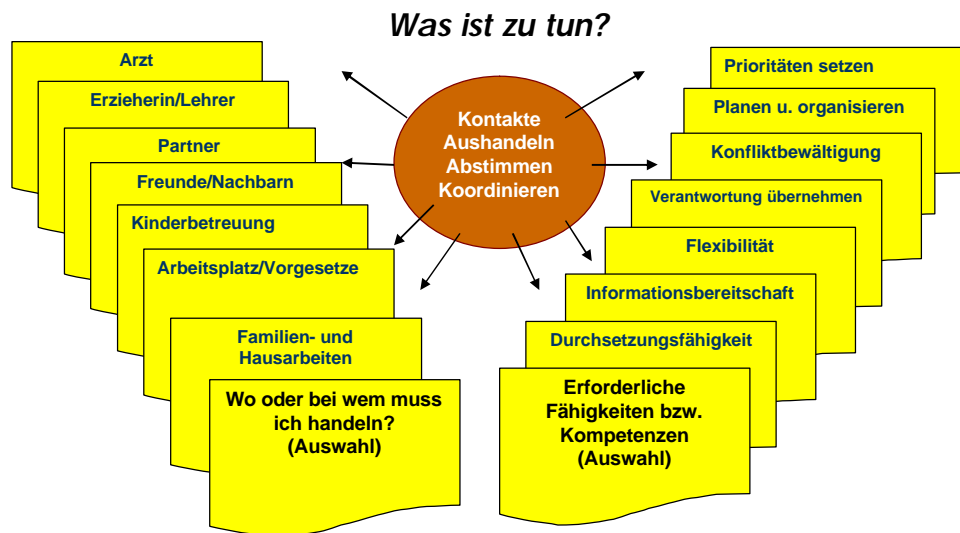 Was ist zu tun?
Arzt
Erzieherin/Lehrer
Partner
Freunde/Nachbarn
Kinderbetreuung
Arbeitsplatz/Vorgesetze
Familien- und
Hausarbeiten
Wo oder bei wem muss
ich handeln?
(Auswahl)
Kontakte
Aushandeln
Abstimmen
Koordinieren
Prioritäten setzen
Planen u. organisieren
Konfliktbewältigung
Verantwortung übernehmen
Flexibilität
Informationsbereitschaft
Durchsetzungsfähigkeit
Erforderliche
Fähigkeiten bzw.
Kompetenzen
(Auswahl)